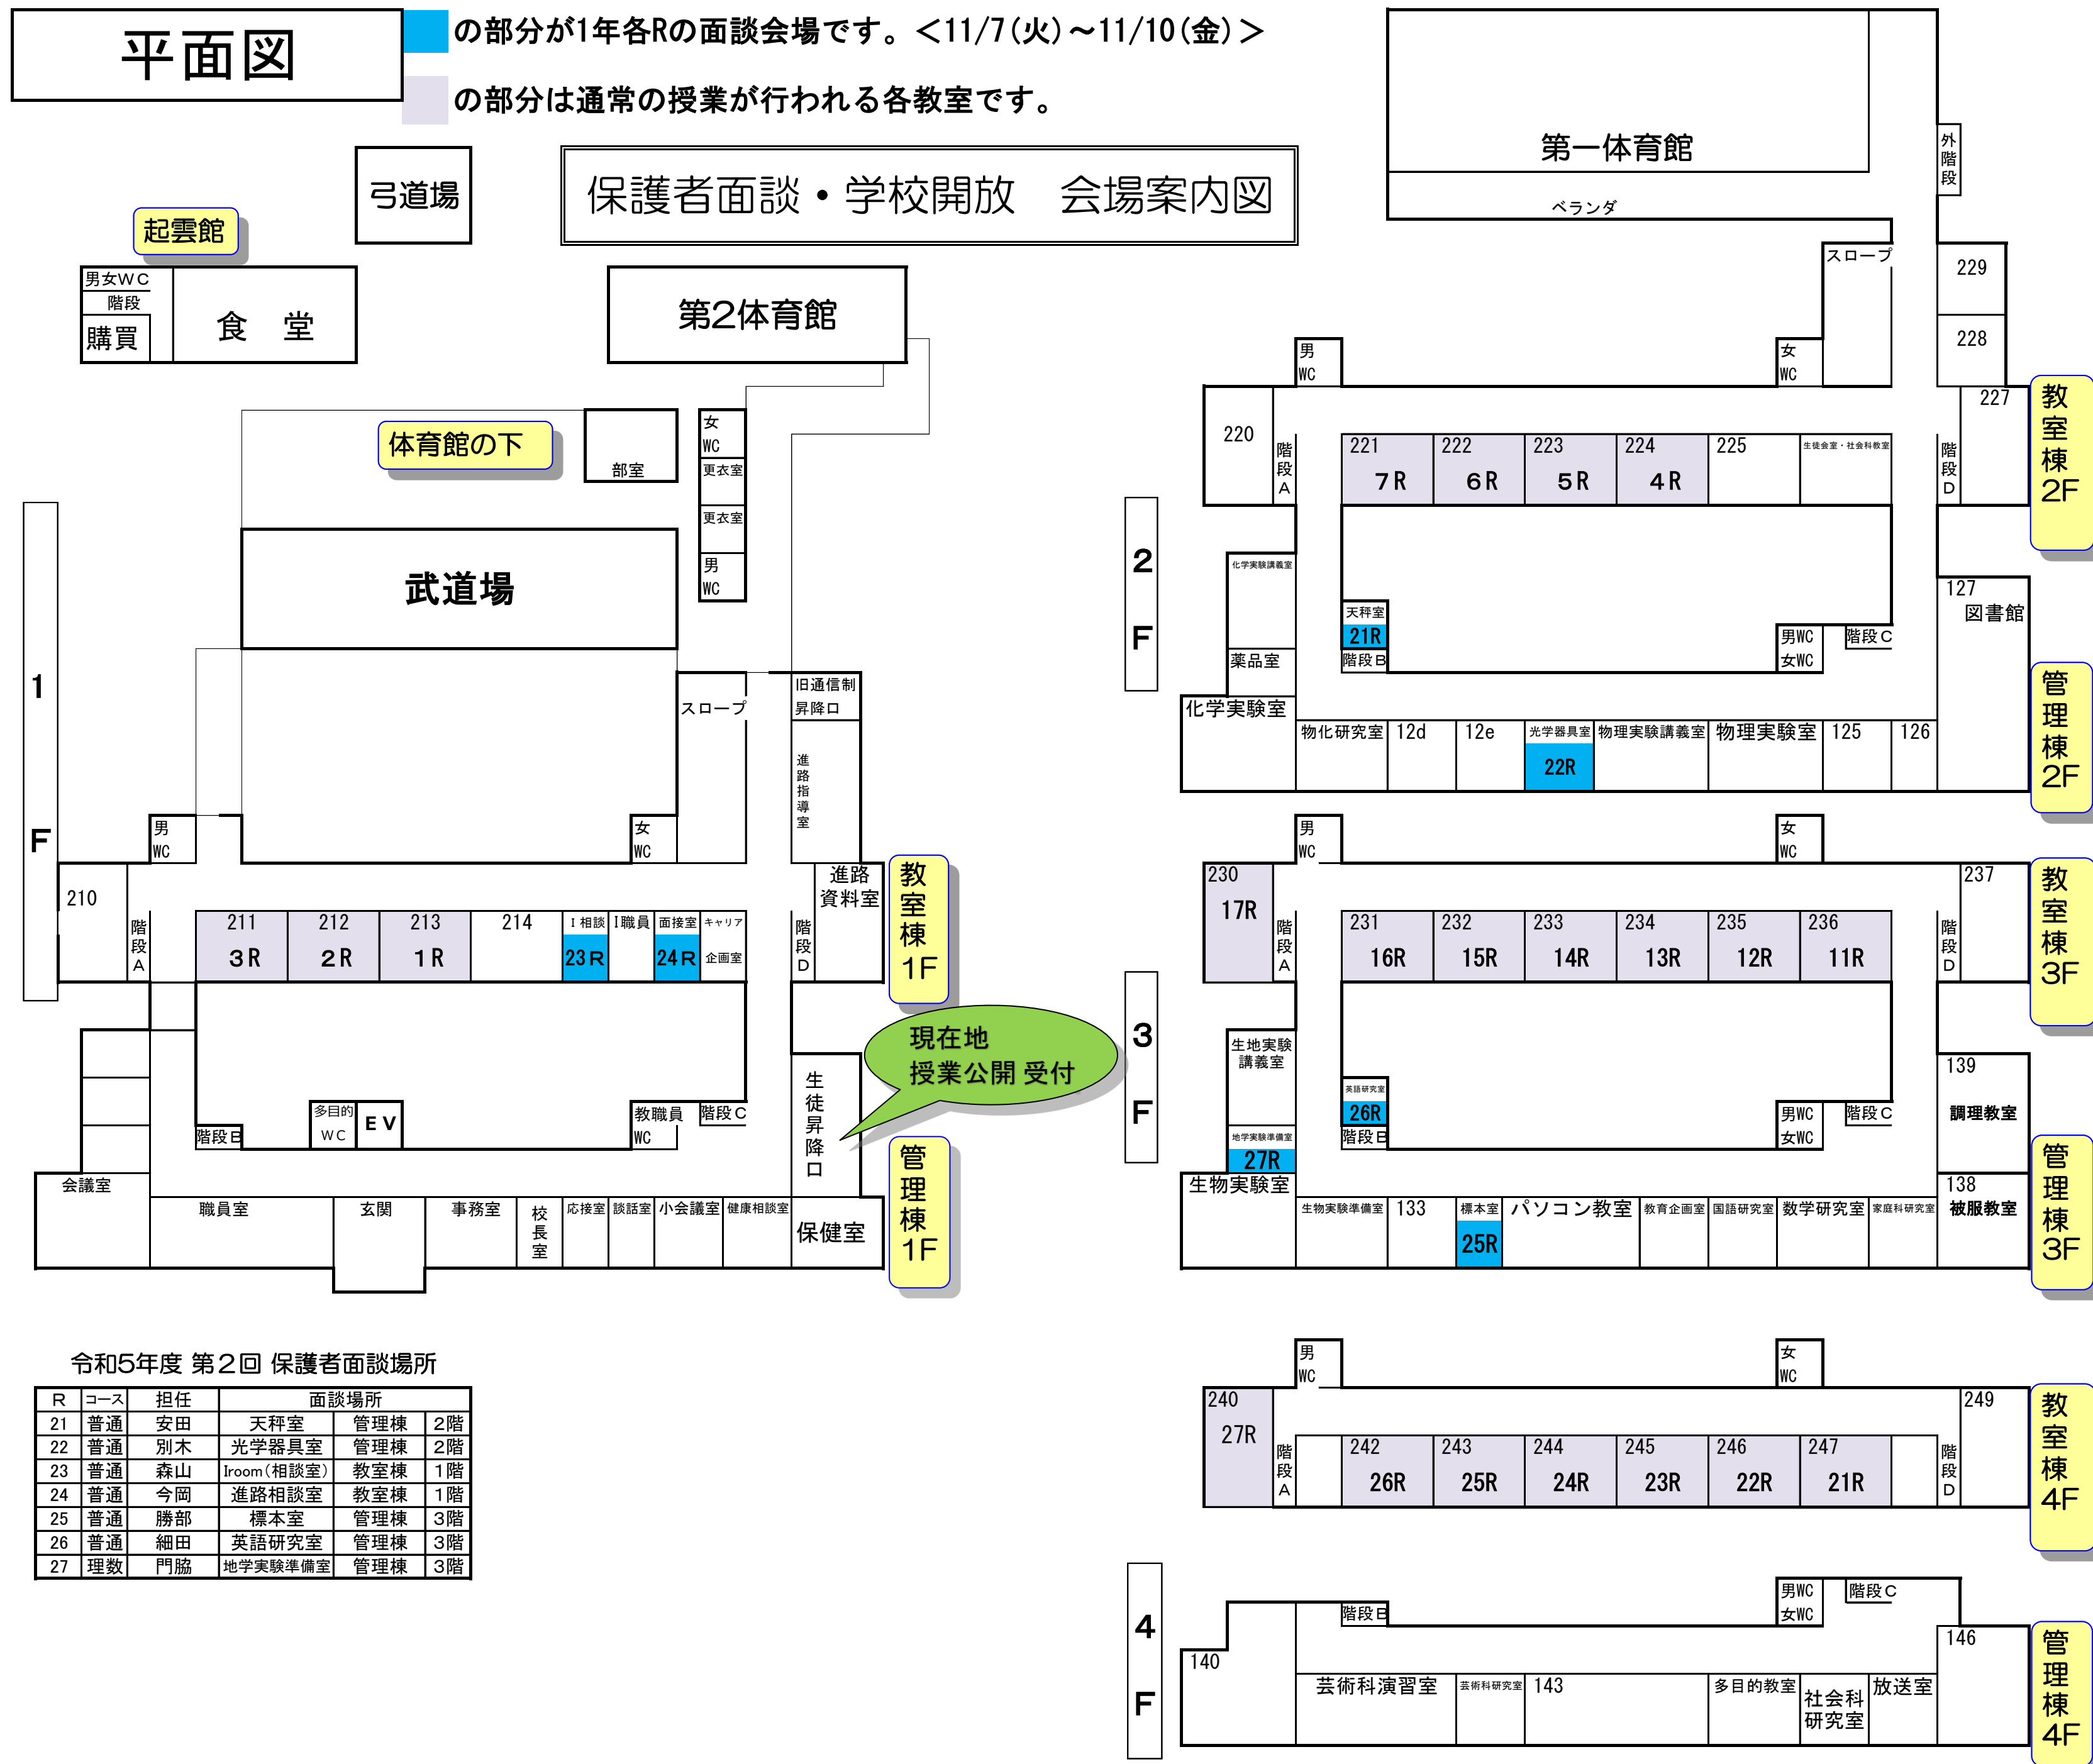 平面図
の部分が1年各Rの面談会場です。＜11/7(火)～11/10(金)＞
の部分は通常の授業が行われる各教室です。
保護者面談・学校開放　会場案内図
弓道場
起雲館
男女WC
階段
購買
食　堂
第2体育館
体育館の下
部室
女
WC
更衣室
更衣室
男
WC
武道場
1
F
スロープ
旧通信制
昇降口
進路指導室
男
WC
女
WC
進路
資料室
教室棟1F
210
階段A
211
3R
212
2R
213
1R
214
Ⅰ相談
23R
Ⅰ職員
面接室
24R
キャリア
企画室
階段D
現在地
授業公開 受付
生徒昇降口
階段B
多目的
WC
EV
教職員
WC
階段C
管理棟1F
会議室
職員室
玄関
事務室
校長室
応接室
談話室
小会議室
健康相談室
保健室
令和5年度 第2回 保護者面談場所
R コース 担任 面談場所
21 普通 安田 天秤室 管理棟 2階
22 普通 別木 光学器具室 管理棟 2階
23 普通 森山 Iroom(相談室) 教室棟 1階
24 普通 今岡 進路相談室 教室棟 1階
25 普通 勝部 標本室 管理棟 3階
26 普通 細田 英語研究室 管理棟 3階
27 理数 門脇 地学実験準備室 管理棟 3階
第一体育館
外階段
ベランダ
スロープ
229
228
男
WC
女
WC
227
教室棟2F
220
階段A
221
7R
222
6R
223
5R
224
4R
225
生徒会室・社会科教室
階段D
2
F
化学実験講義室
薬品室
化学実験室
天秤室
21R
階段B
男WC
女WC
階段C
127
図書館
管理棟2F
物化研究室
12d
12e
光学器具室
22R
物理実験講義室
物理実験室
125
126
男
WC
女
WC
230
17R
階段A
231
16R
232
15R
233
14R
234
13R
235
12R
236
11R
階段D
237
教室棟3F
3
F
生地実験
講義室
地学実験準備室
27R
生物実験室
英語研究室
26R
階段B
男WC
女WC
階段C
139
調理教室
138
被服教室
管理棟3F
生物実験準備室
133
標本室
25R
パソコン教室
教育企画室
国語研究室
数学研究室
家庭科研究室
男
WC
女
WC
240
27R
階段A
242
26R
243
25R
244
24R
245
23R
246
22R
247
21R
階段D
249
教室棟4F
4
F
階段B
男WC
女WC
階段C
140
芸術科演習室
芸術科研究室
143
多目的教室
社会科
研究室
放送室
146
管理棟4F